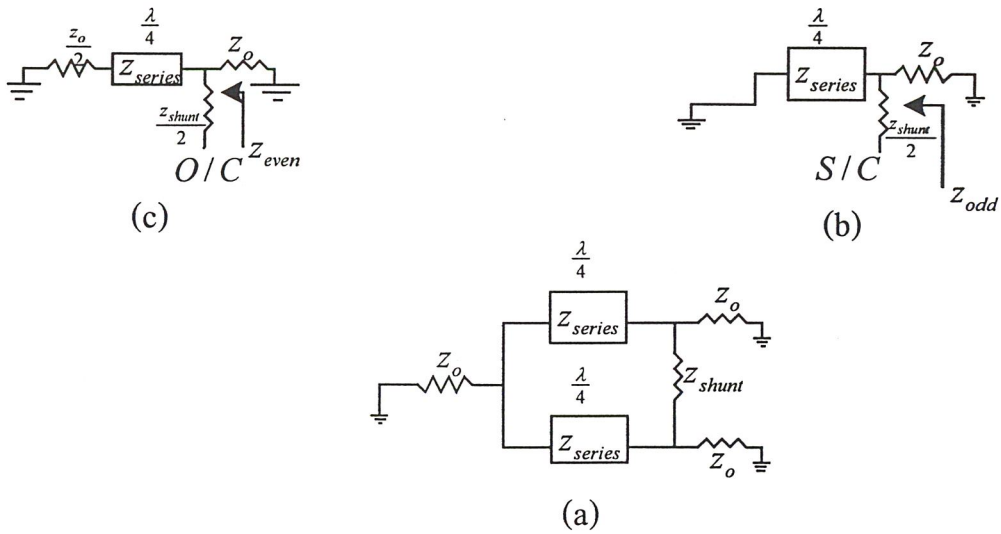 λ/4
z_o/2
Z_series
Z_o
z_shunt/2
O / C
Z_even
(c)
λ/4
Z_series
Z_o
z_shunt/2
S / C
Z_odd
(b)
λ/4
Z_series
Z_o
Z_o
λ/4
Z_shunt
Z_series
Z_o
(a)